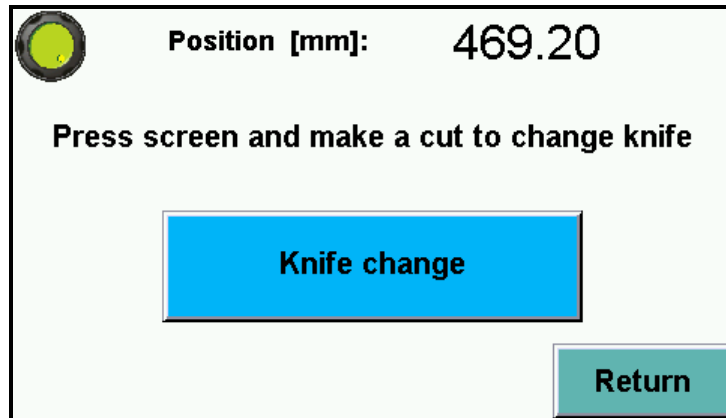 Position [mm]: 469.20
Press screen and make a cut to change knife
Knife change
Return